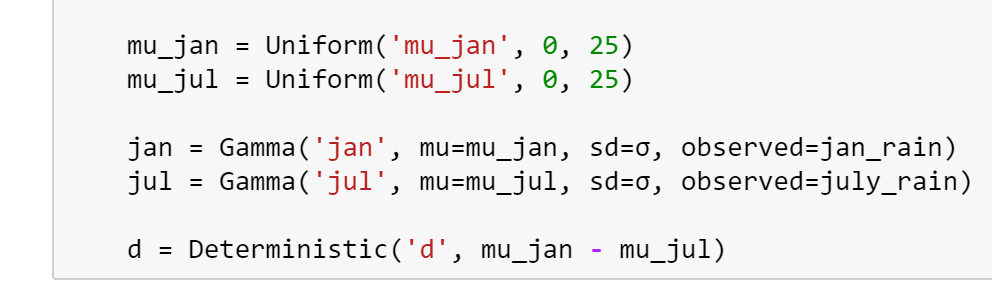 mu_jan = Uniform('mu_jan', 0, 25)
mu_jul = Uniform('mu_jul', 0, 25)
jan = Gamma('jan', mu=mu_jan, sd=σ, observed=jan_rain)
jul = Gamma('jul', mu=mu_jul, sd=σ, observed=july_rain)
d = Deterministic('d', mu_jan - mu_jul)